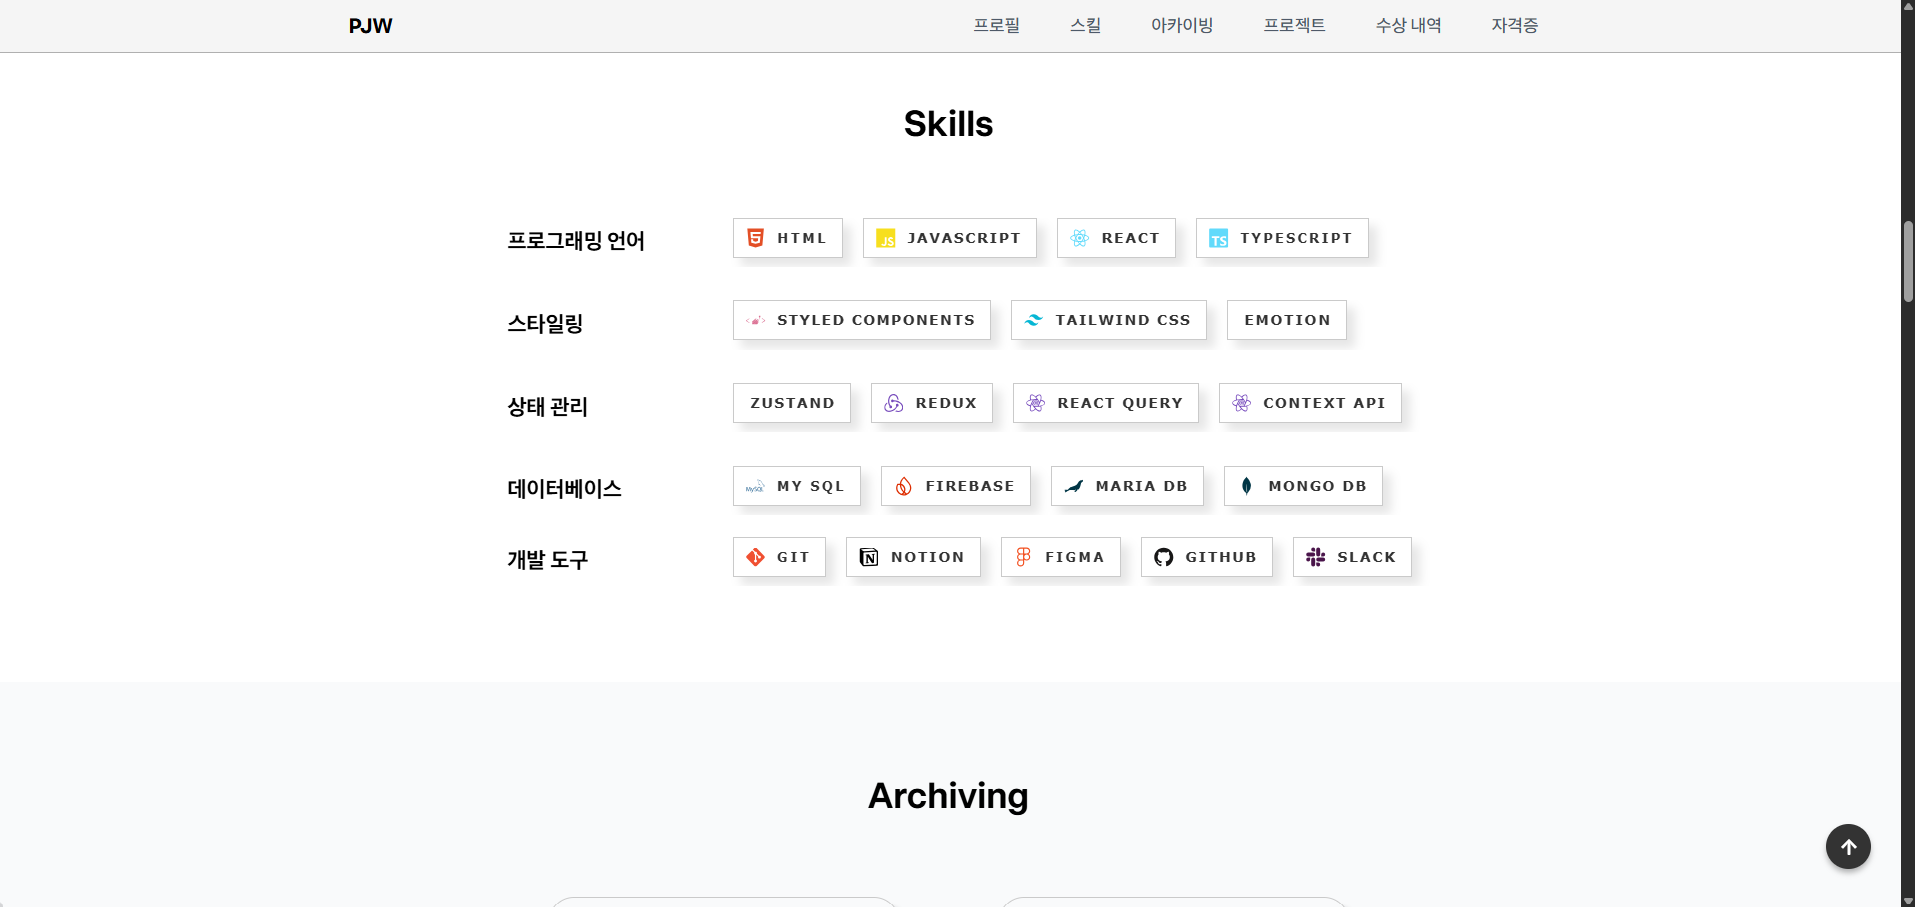 PJW 프로필 스킬 아카이빙 프로젝트 수상 내역 자격증
Skills
프로그래밍 언어 HTML JS JAVASCRIPT REACT TS TYPESCRIPT
스타일링 STYLED COMPONENTS TAILWIND CSS EMOTION
상태 관리 ZUSTAND REDUX REACT QUERY CONTEXT API
데이터베이스 MySQL MY SQL FIREBASE MARIA DB MONGO DB
개발 도구 GIT NOTION FIGMA GITHUB SLACK
Archiving